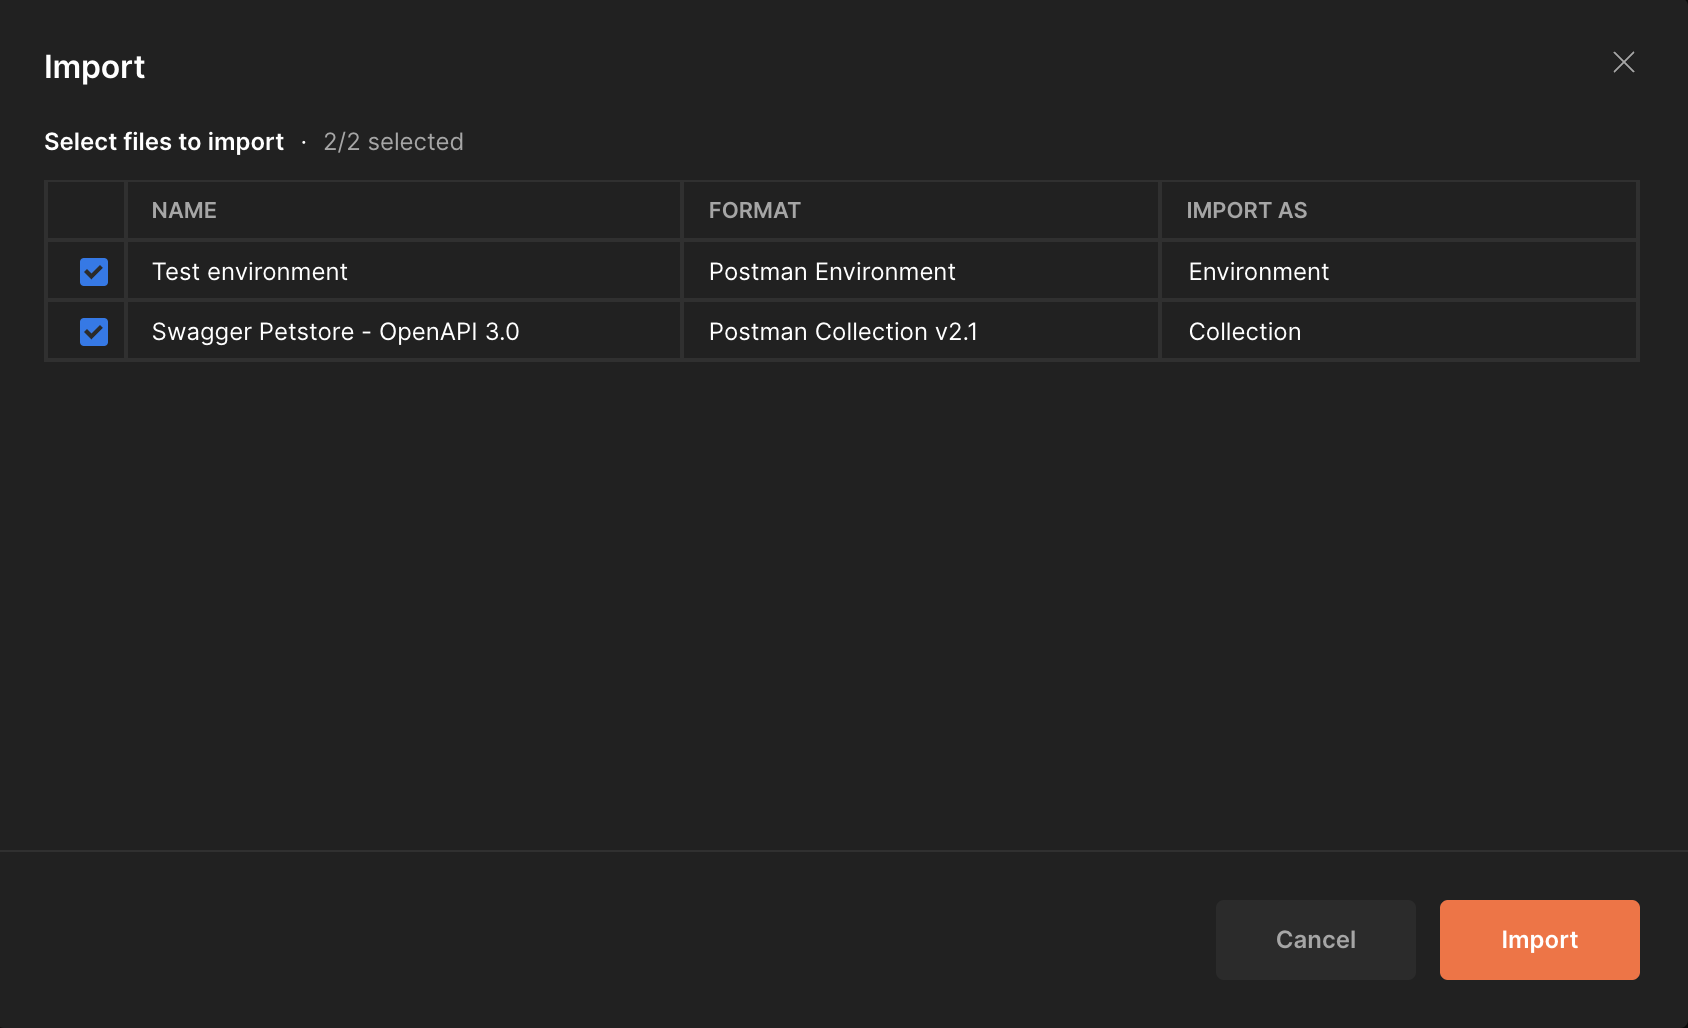 Import
Select files to import · 2/2 selected
NAME FORMAT IMPORT AS
Test environment Postman Environment Environment
Swagger Petstore - OpenAPI 3.0 Postman Collection v2.1 Collection
Cancel Import